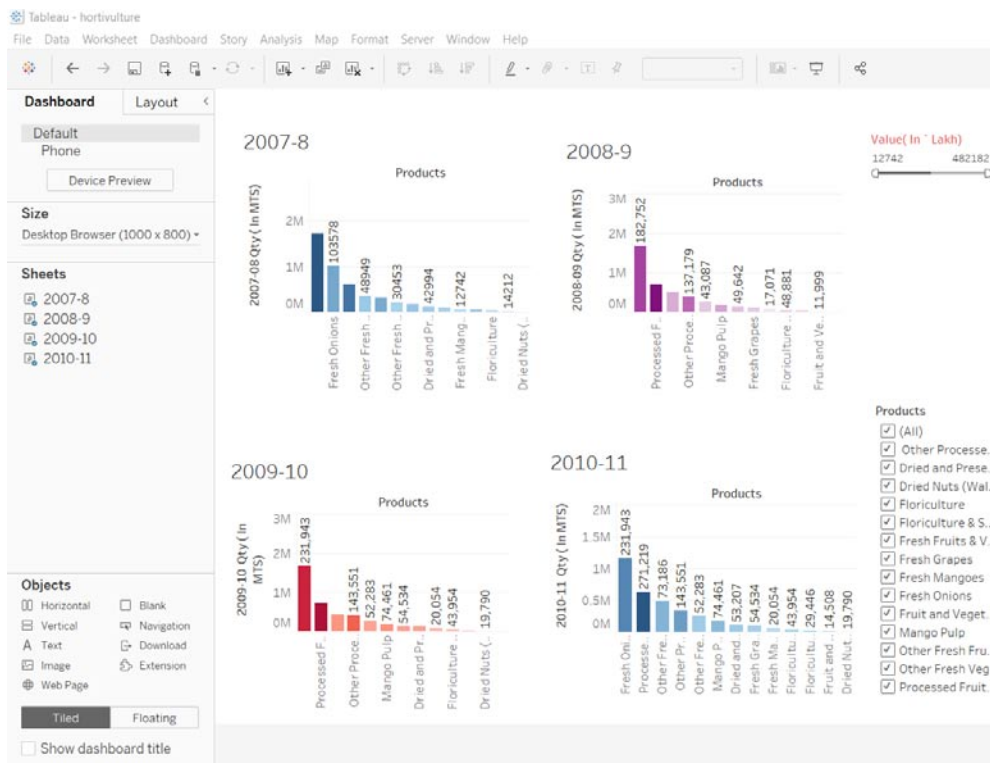 Tableau - hortivulture
File Data Worksheet Dashboard Story Analysis Map Format Server Window Help
Dashboard Layout
Default
Phone
Device Preview
Size
Desktop Browser (1000 x 800)
Sheets
2007-8
2008-9
2009-10
2010-11
Objects
Horizontal Blank
Vertical Navigation
A Text Download
Image Extension
Web Page
Tiled Floating
Show dashboard title
2007-8
Products
2007-08 Qty ( In MTS)
2M
1M
0M
103578
48949
30453
42994
12742
14212
Fresh Onions
Other Fresh ..
Other Fresh ..
Dried and Pr..
Fresh Mang..
Floriculture
Dried Nuts (..
2008-9
Products
2008-09 Qty ( In MTS)
3M
2M
1M
0M
182,752
137,179
43,087
49,642
17,071
48,881
11,999
Processed F..
Other Proce..
Mango Pulp
Fresh Grapes
Floriculture ..
Fruit and Ve..
Value( In ` Lakh)
12742 482182
2009-10
Products
2009-10 Qty ( In
MTS)
3M
2M
1M
0M
231,943
143,551
52,283
74,461
54,534
20,054
43,954
19,790
Processed F..
Other Proce..
Mango Pulp
Dried and Pr..
Floriculture ..
Dried Nuts (..
2010-11
Products
2010-11 Qty ( In MTS)
2M
1.5M
1M
0.5M
0M
231,943
271,219
73,186
143,551
52,283
74,461
53,207
54,534
20,054
43,954
29,446
14,508
19,790
Fresh Oni..
Processe..
Other Fre..
Other Pr..
Other Fre..
Mango P..
Dried and..
Fresh Gra..
Fresh Ma..
Floricultu..
Floricultu..
Fruit and ..
Dried Nut..
Products
(All)
Other Processe..
Dried and Prese..
Dried Nuts (Wal..
Floriculture
Floriculture & S..
Fresh Fruits & V..
Fresh Grapes
Fresh Mangoes
Fresh Onions
Fruit and Veget..
Mango Pulp
Other Fresh Fru..
Other Fresh Veg
Processed Fruit..